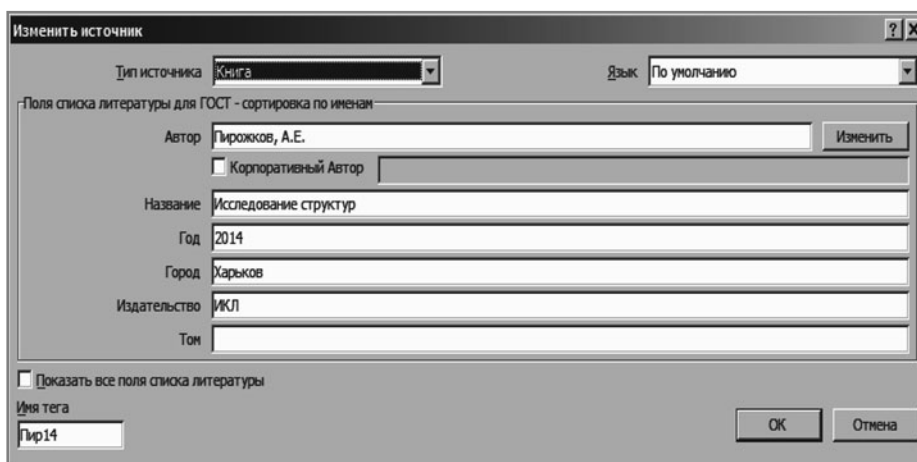 Изменить источник
Тип источника Книга Язык По умолчанию
Поля списка литературы для ГОСТ - сортировка по именам
Автор Пирожков, А.Е. Изменить
Корпоративный Автор
Название Исследование структур
Год 2014
Город Харьков
Издательство ИКЛ
Том
Показать все поля списка литературы
Имя тега
Пир14
ОК Отмена